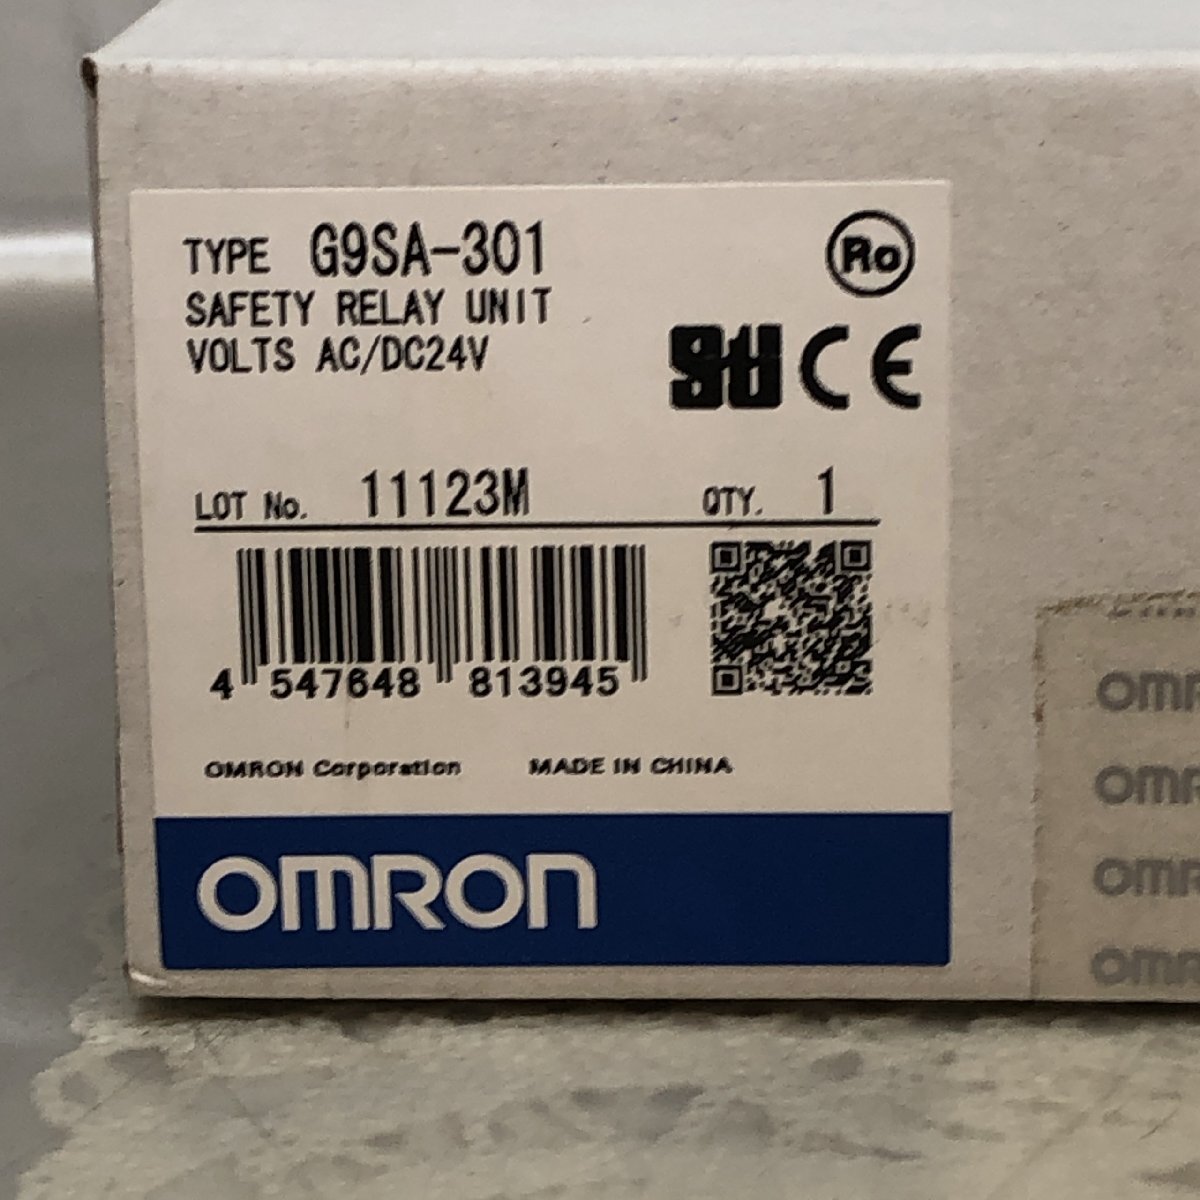 TYPE G9SA-301
SAFETY RELAY UNIT
VOLTS AC/DC24V
Ro
CE
LOT No. 11123M QTY. 1
4 547648 813945
OMRON Corporation MADE IN CHINA
OMRON